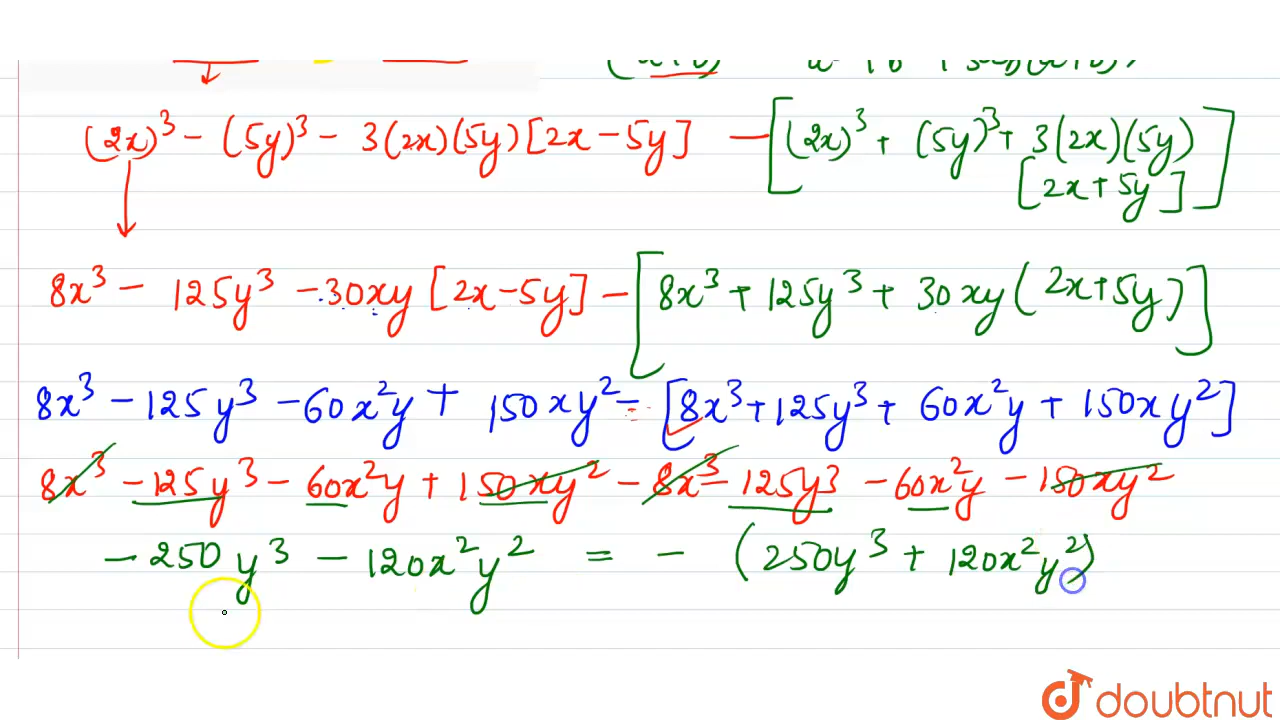 (2x)³ − (5y)³ − 3(2x)(5y)[2x − 5y] − [(2x)³ + (5y)³ + 3(2x)(5y)
[2x + 5y]]
8x³ − 125y³ − 30xy[2x − 5y] − [8x³ + 125y³ + 30xy(2x + 5y)]
8x³ − 125y³ − 60x²y + 150xy² − [8x³ + 125y³ + 60x²y + 150xy²]
8x³ − 125y³ − 60x²y + 150xy² − 8x³ − 125y3 − 60x²y − 150xy²
− 250y³ − 120x²y² = − (250y³ + 120x²y²)
doubtnut